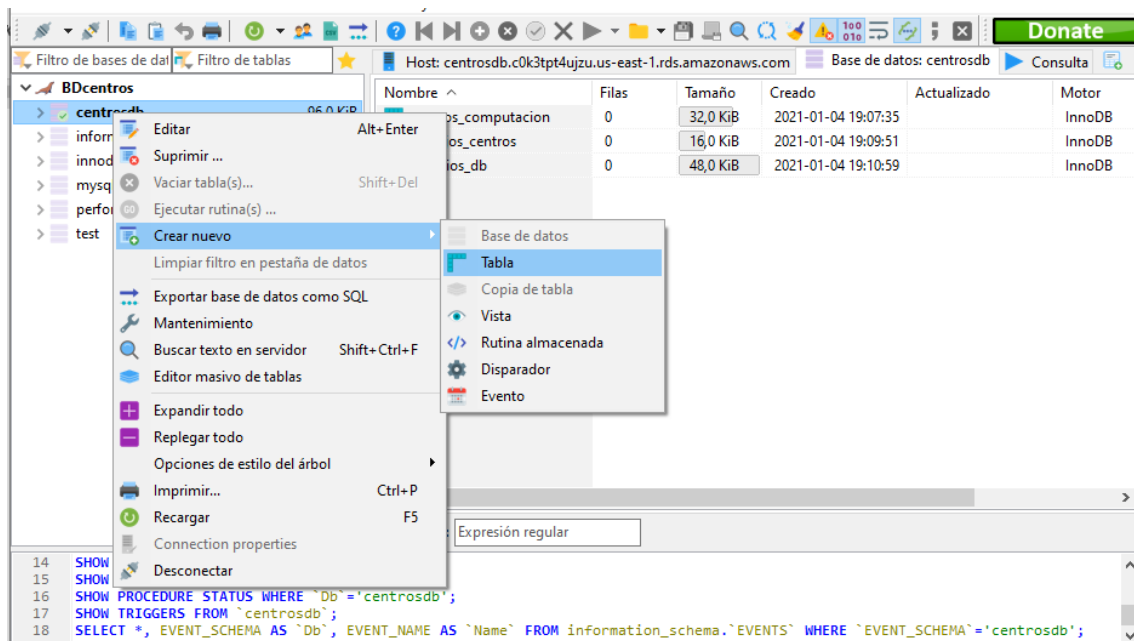 100
010
Donate
Filtro de bases de dat
Filtro de tablas
Host: centrosdb.c0k3tpt4ujzu.us-east-1.rds.amazonaws.com
Base de datos: centrosdb
Consulta
BDcentros
centrosdb
96,0 KiB
inform
innod
mysq
perfor
test
Nombre
Filas
Tamaño
Creado
Actualizado
Motor
os_computacion
0
32,0 KiB
2021-01-04 19:07:35
InnoDB
os_centros
0
16,0 KiB
2021-01-04 19:09:51
InnoDB
ios_db
0
48,0 KiB
2021-01-04 19:10:59
InnoDB
Editar Alt+Enter
Suprimir ...
Vaciar tabla(s)... Shift+Del
GO Ejecutar rutina(s) ...
Crear nuevo
Limpiar filtro en pestaña de datos
Exportar base de datos como SQL
Mantenimiento
Buscar texto en servidor Shift+Ctrl+F
Editor masivo de tablas
Expandir todo
Replegar todo
Opciones de estilo del árbol
Imprimir... Ctrl+P
Recargar F5
Connection properties
Desconectar
Base de datos
Tabla
Copia de tabla
Vista
Rutina almacenada
Disparador
Evento
Expresión regular
14 SHOW
15 SHOW
16 SHOW PROCEDURE STATUS WHERE `Db`='centrosdb';
17 SHOW TRIGGERS FROM `centrosdb`;
18 SELECT *, EVENT_SCHEMA AS `Db`, EVENT_NAME AS `Name` FROM information_schema.`EVENTS` WHERE `EVENT_SCHEMA`='centrosdb';